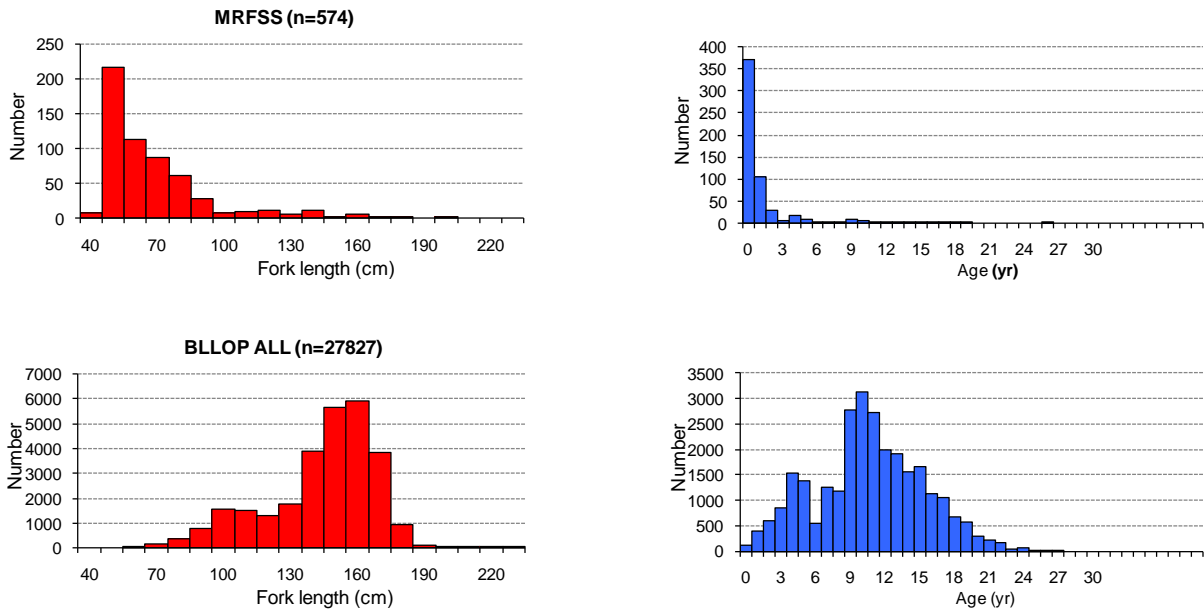 MRFSS (n=574)
250
200
150
100
50
0
Number
40 70 100 130 160 190 220
Fork length (cm)
400
350
300
250
200
150
100
50
0
Number
0 3 6 9 12 15 18 21 24 27 30
Age (yr)
BLLOP ALL (n=27827)
7000
6000
5000
4000
3000
2000
1000
0
Number
40 70 100 130 160 190 220
Fork length (cm)
3500
3000
2500
2000
1500
1000
500
0
Number
0 3 6 9 12 15 18 21 24 27 30
Age (yr)